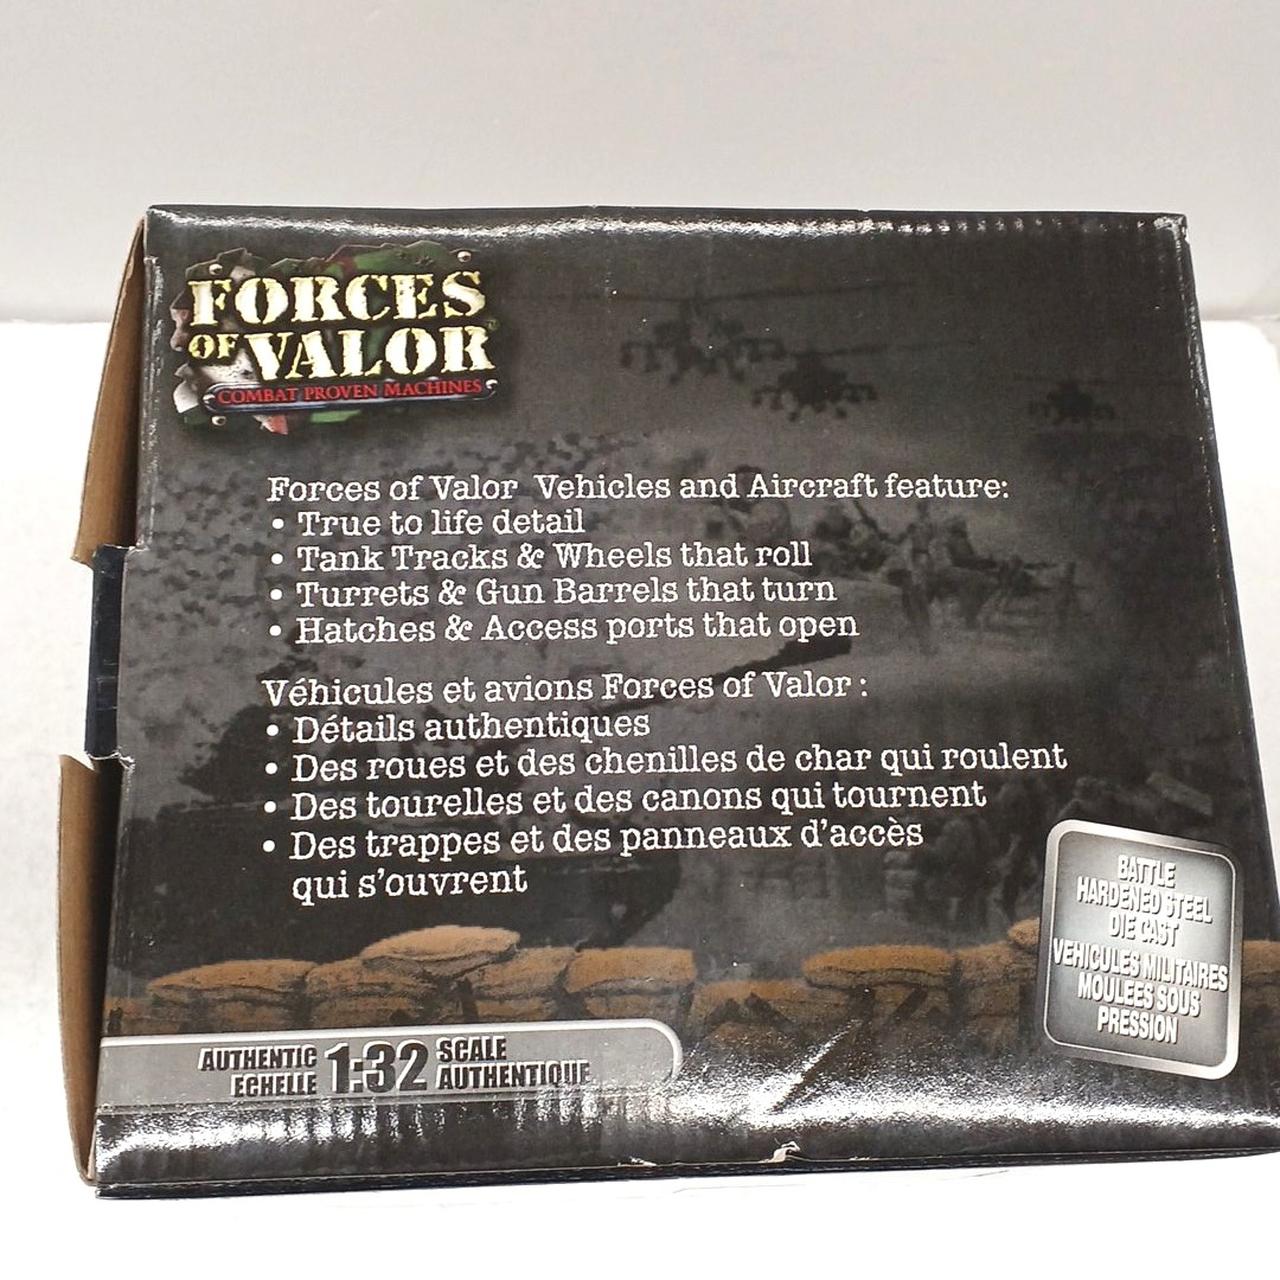 FORCES
OF VALOR
COMBAT PROVEN MACHINES
Forces of Valor Vehicles and Aircraft feature:
• True to life detail
• Tank Tracks & Wheels that roll
• Turrets & Gun Barrels that turn
• Hatches & Access ports that open
Véhicules et avions Forces of Valor :
• Détails authentiques
• Des roues et des chenilles de char qui roulent
• Des tourelles et des canons qui tournent
• Des trappes et des panneaux d'accès
qui s'ouvrent
BATTLE
HARDENED STEEL
DIE CAST
VEHICULES MILITAIRES
MOULEES SOUS
PRESSION
AUTHENTIC 1:32 SCALE
ECHELLE AUTHENTIQUE